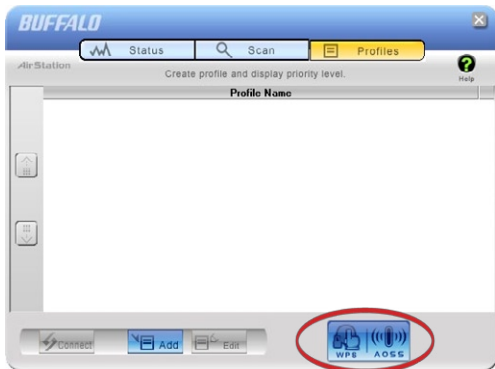 BUFFALO
Status Scan Profiles
AirStation
Create profile and display priority level.
Help
Profile Name
Connect Add Edit
WPS AOSS